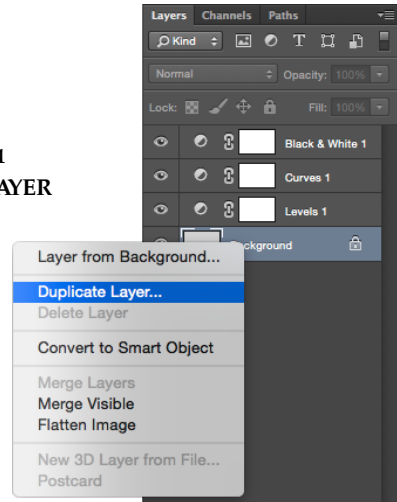 Layers Channels Paths
Kind
Normal Opacity: 100%
Lock: Fill: 100%
Black & White 1
1
Curves 1
AYER
Levels 1
Background
Layer from Background...
Duplicate Layer...
Delete Layer
Convert to Smart Object
Merge Layers
Merge Visible
Flatten Image
New 3D Layer from File...
Postcard